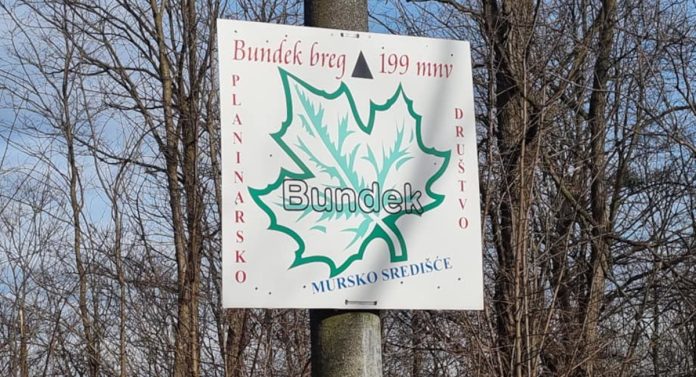 Bundek breg ▲ 199 mnv
PLANINARSKO
DRUŠTVO
Bundek
MURSKO SREDIŠĆE